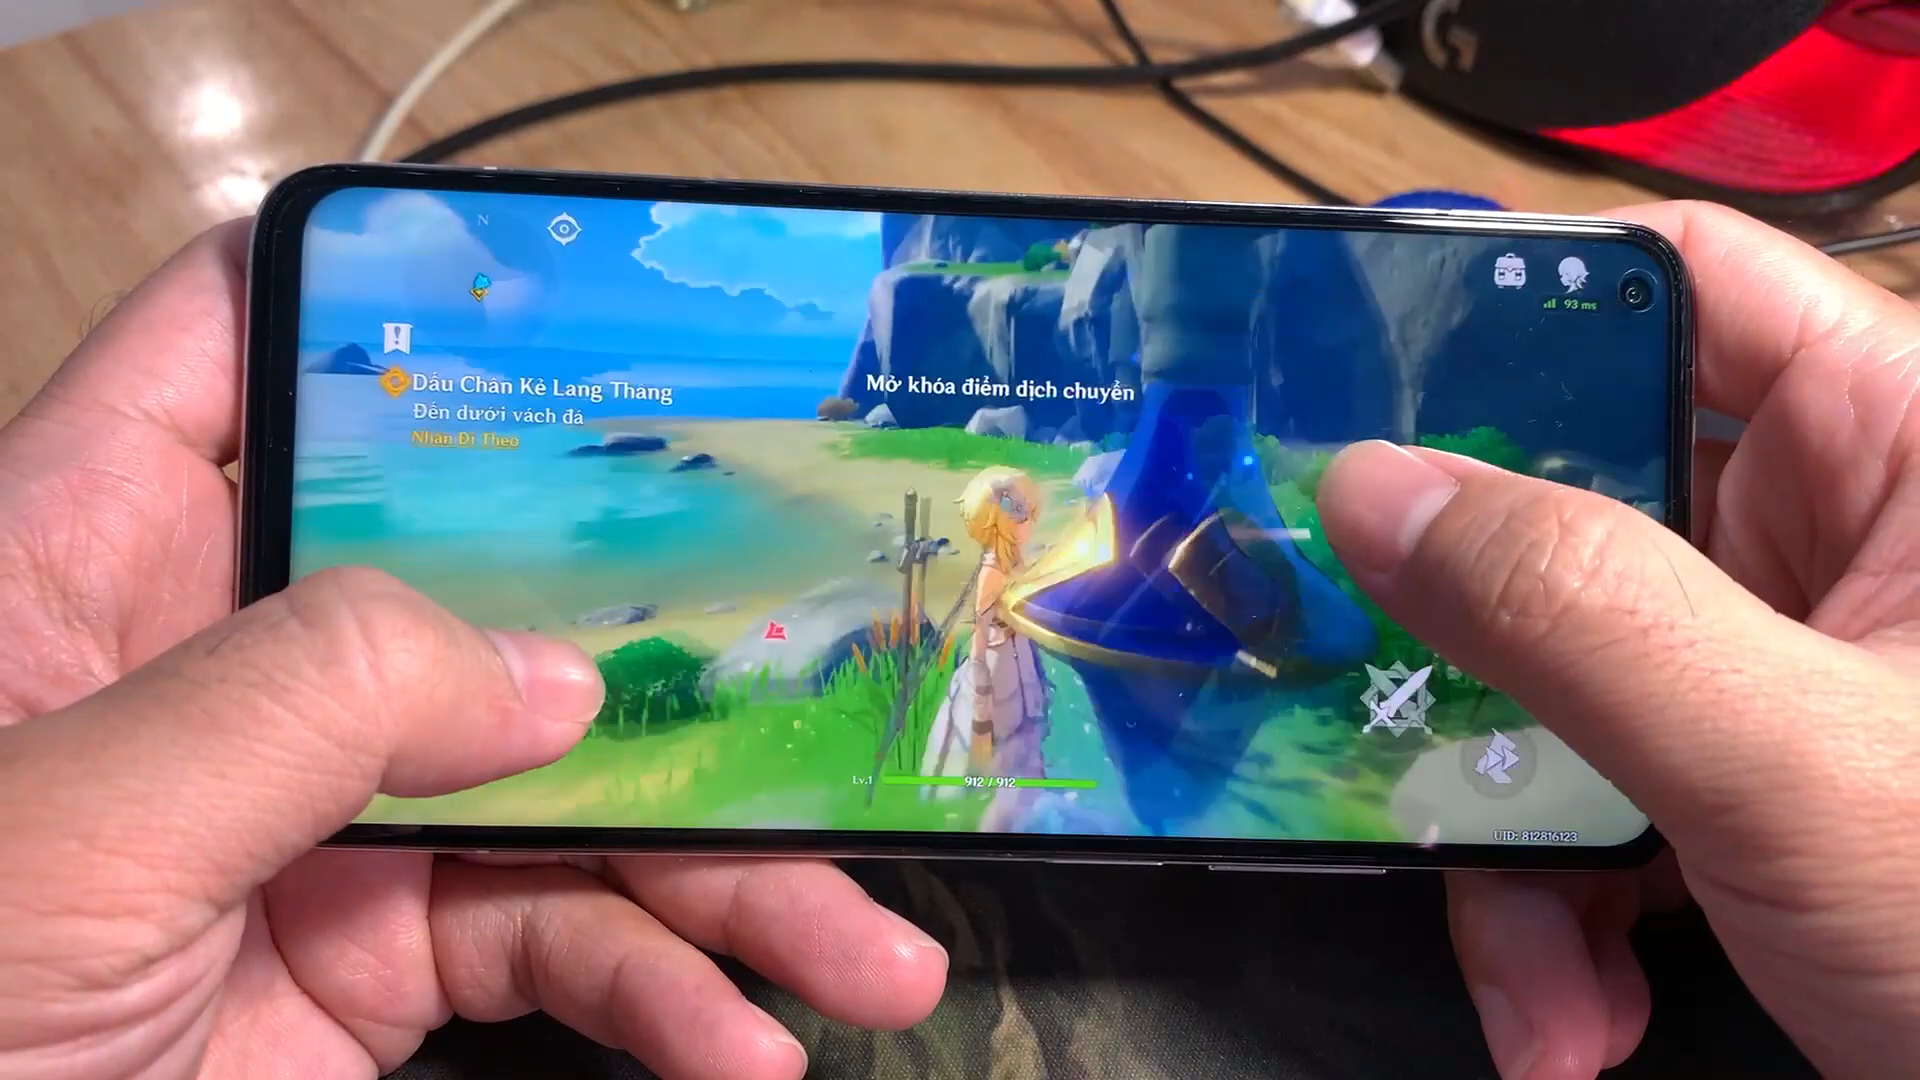 N
93 ms
Dấu Chân Kẻ Lang Thang
Đến dưới vách đá
Nhấn Đi Theo
Mở khóa điểm dịch chuyển
Lv.1
912 / 912
UID: 812816123